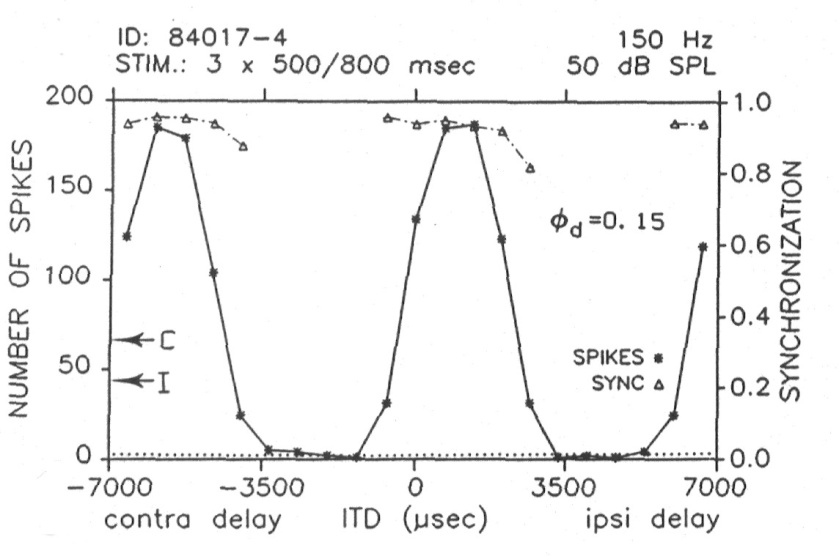 ID: 84017-4
150 Hz
STIM.: 3 x 500/800 msec
50 dB SPL
200
150
100
50
0
NUMBER OF SPIKES
1.0
0.8
0.6
0.4
0.2
0.0
SYNCHRONIZATION
ϕd=0.15
C
I
SPIKES
SYNC
-7000 -3500 0 3500 7000
contra delay ITD (μsec) ipsi delay